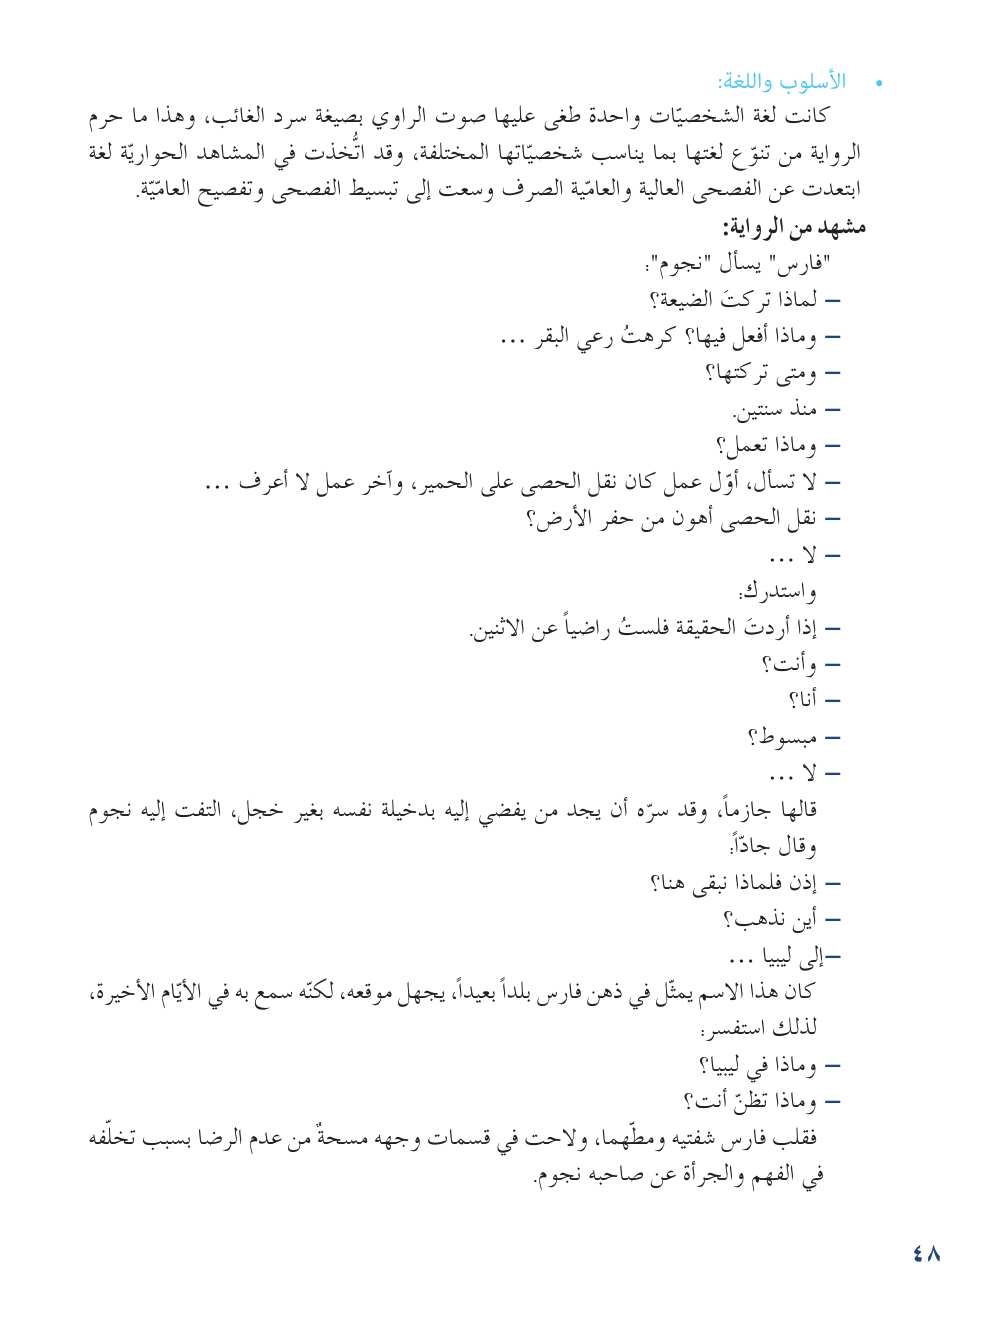 • الأسلوب واللغة:
كانت لغة الشخصيّات واحدة طغى عليها صوت الراوي بصيغة سرد الغائب، وهذا ما حرم
الرواية من تنوّع لغتها بما يناسب شخصيّاتها المختلفة، وقد اتُّخذت في المشاهد الحواريّة لغة
ابتعدت عن الفصحى العالية والعامّية الصرف وسعت إلى تبسيط الفصحى وتفصيح العامّيّة.
مشهد من الرواية:
"فارس" يسأل "نجوم":
– لماذا تركتَ الضيعة؟
– وماذا أفعل فيها؟ كرهتُ رعي البقر ...
– ومتى تركتها؟
– منذ سنتين.
– وماذا تعمل؟
– لا تسأل، أوّل عمل كان نقل الحصى على الحمير، وآخر عمل لا أعرف ...
– نقل الحصى أهون من حفر الأرض؟
– لا ...
واستدرك:
– إذا أردتَ الحقيقة فلستُ راضياً عن الاثنين.
– وأنت؟
– أنا؟
– مبسوط؟
– لا ...
قالها جازماً، وقد سرّه أن يجد من يفضي إليه بدخيلة نفسه بغير خجل، التفت إليه نجوم
وقال جادّاً:
– إذن فلماذا نبقى هنا؟
– أين نذهب؟
–إلى ليبيا ...
كان هذا الاسم يمثّل في ذهن فارس بلداً بعيداً، يجهل موقعه، لكنّه سمع به في الأيّام الأخيرة،
لذلك استفسر:
– وماذا في ليبيا؟
– وماذا تظنّ أنت؟
فقلب فارس شفتيه ومطّهما، ولاحت في قسمات وجهه مسحةٌ من عدم الرضا بسبب تخلّفه
في الفهم والجرأة عن صاحبه نجوم.
٤٨